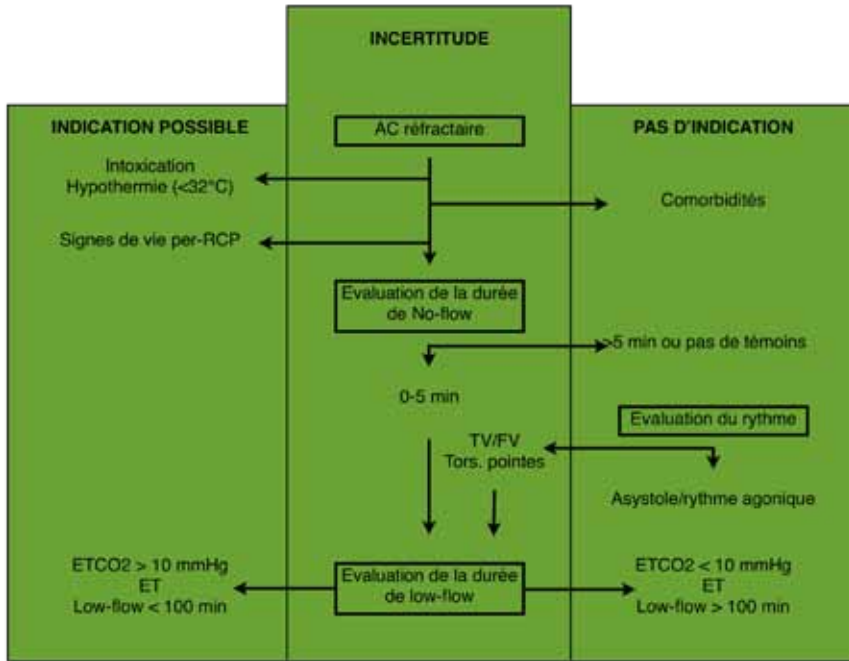 INCERTITUDE
INDICATION POSSIBLE
AC réfractaire
PAS D'INDICATION
Intoxication
Hypothermie (<32°C)
Comorbidités
Signes de vie per-RCP
Evaluation de la durée
de No-flow
>5 min ou pas de témoins
0-5 min
Evaluation du rythme
TV/FV
Tors. pointes
Asystole/rythme agonique
ETCO2 > 10 mmHg
ET
Low-flow < 100 min
Evaluation de la durée
de low-flow
ETCO2 < 10 mmHg
ET
Low-flow > 100 min